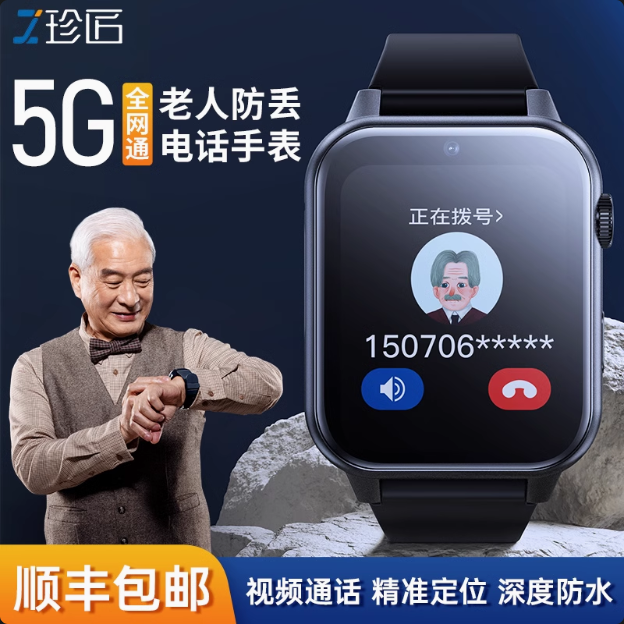 珍匠
5G
全网通
老人防丢
电话手表
正在拨号>
150706*****
顺丰包邮
视频通话 精准定位 深度防水